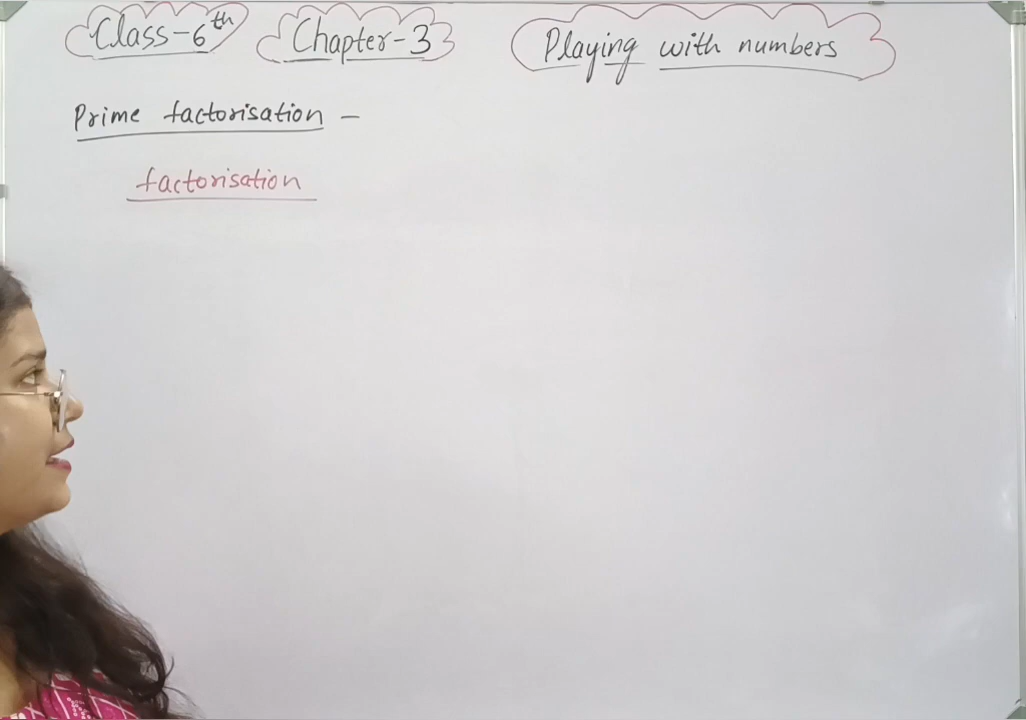 Class-6th Chapter-3 Playing with numbers
Prime factorisation -
factorisation